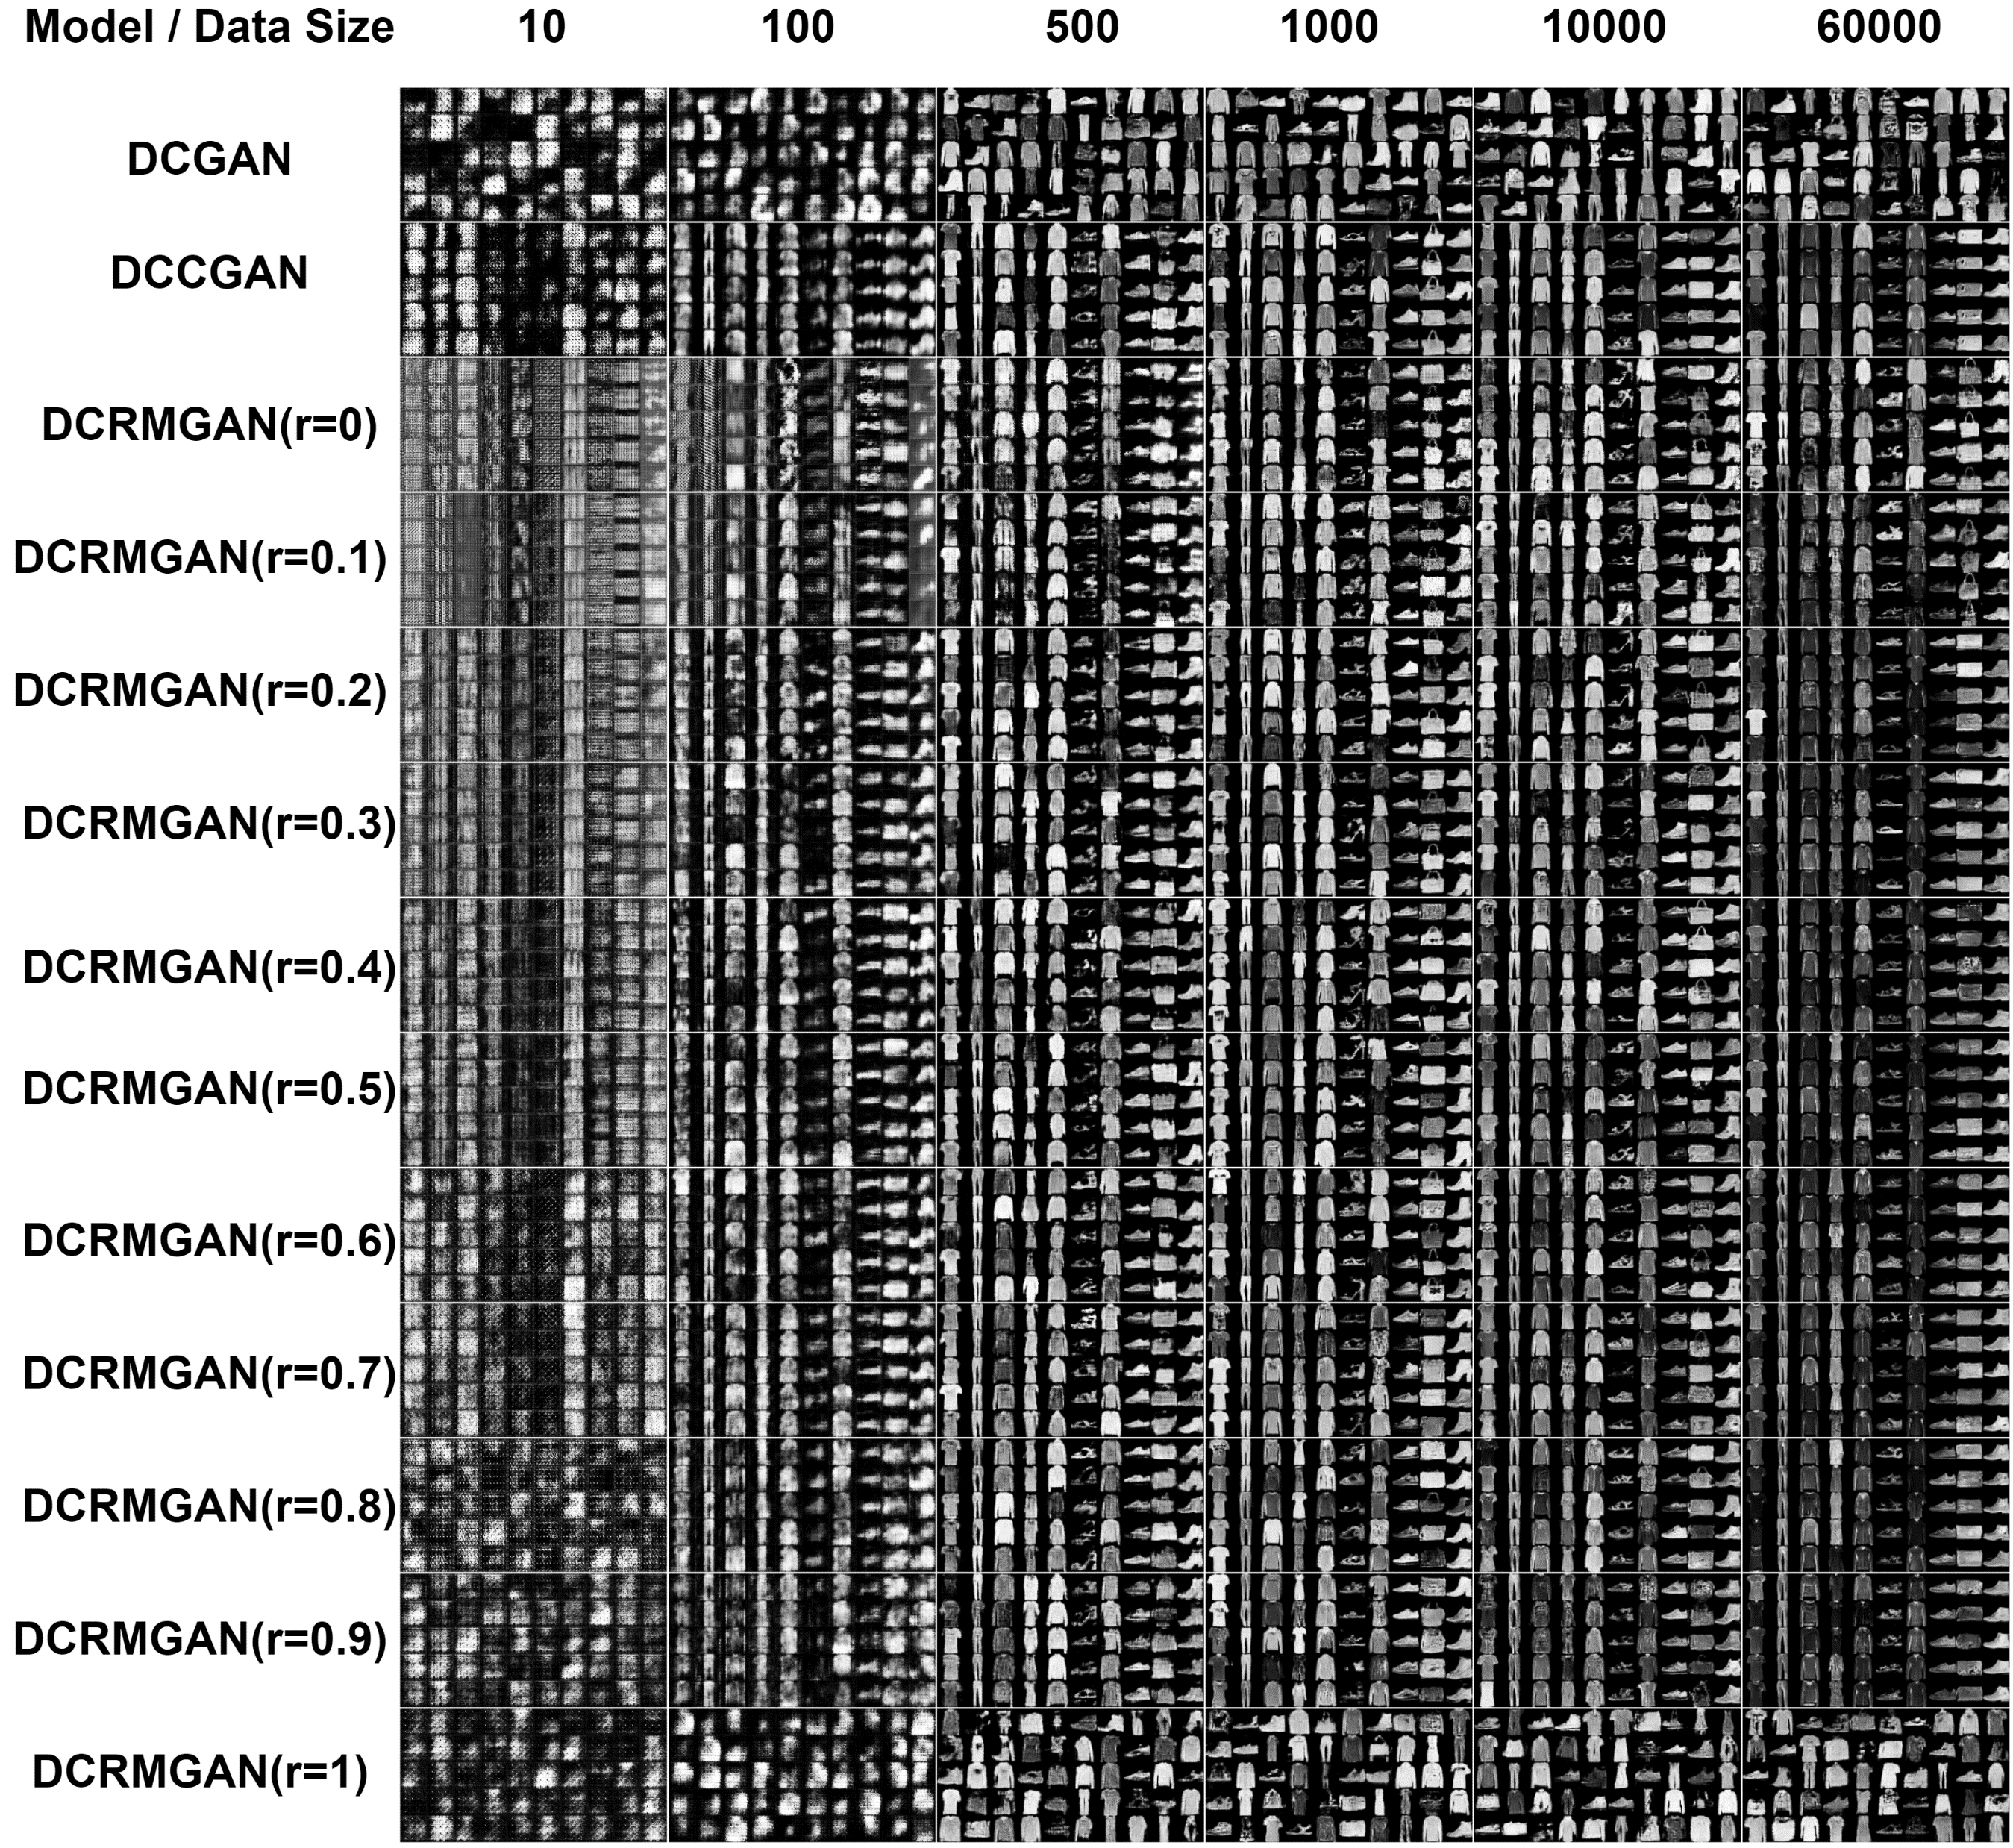 Model / Data Size 10 100 500 1000 10000 60000
DCGAN
DCCGAN
DCRMGAN(r=0)
DCRMGAN(r=0.1)
DCRMGAN(r=0.2)
DCRMGAN(r=0.3)
DCRMGAN(r=0.4)
DCRMGAN(r=0.5)
DCRMGAN(r=0.6)
DCRMGAN(r=0.7)
DCRMGAN(r=0.8)
DCRMGAN(r=0.9)
DCRMGAN(r=1)